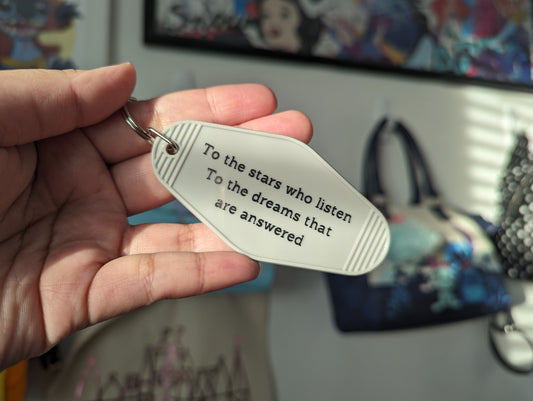 To the stars who listen
To the dreams that
are answered